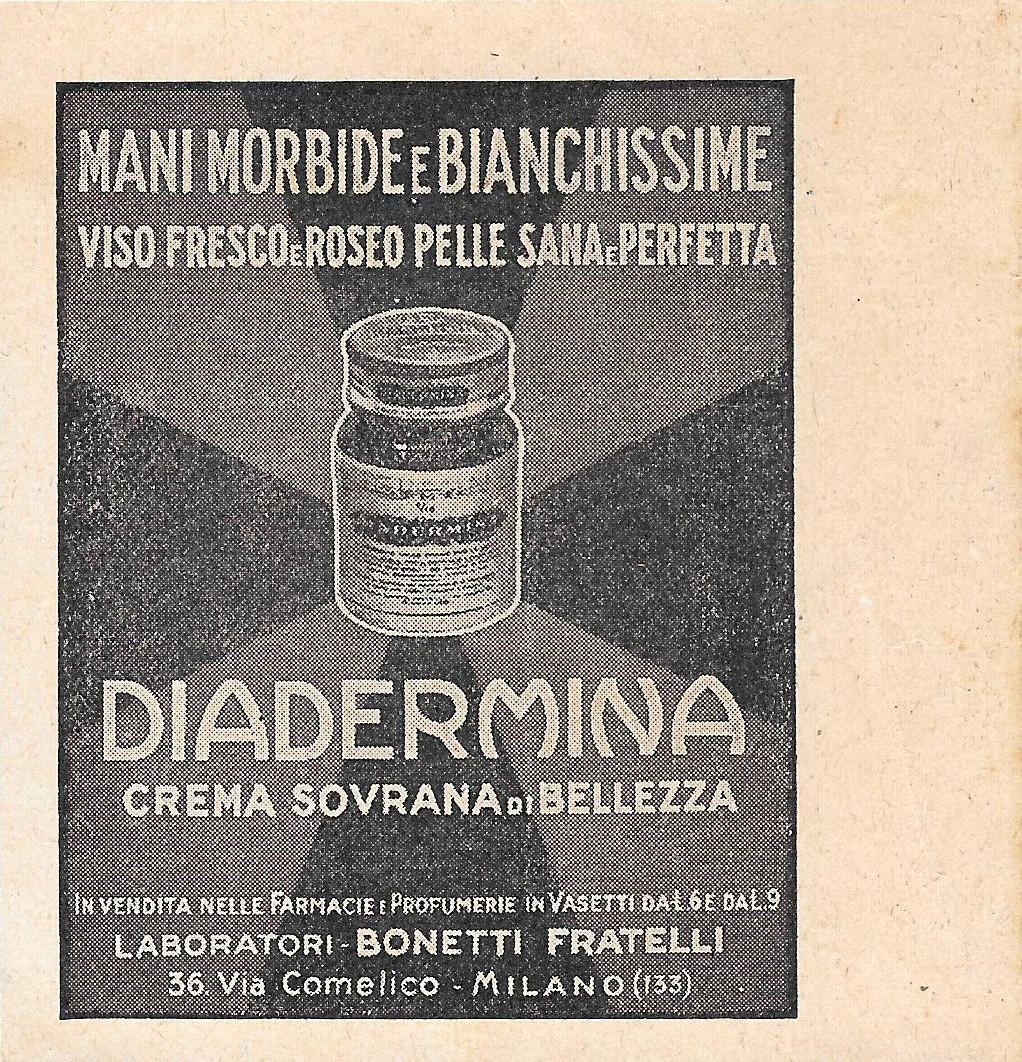 MANI MORBIDE E BIANCHISSIME
VISO FRESCO E ROSEO PELLE SANA E PERFETTA
DIADERMINA
DIADERMINA
CREMA SOVRANA DI BELLEZZA
IN VENDITA NELLE FARMACIE E PROFUMERIE IN VASETTI DA Ł.6 E DA Ł.9
LABORATORI - BONETTI FRATELLI
36. Via Comelico - MILANO (133)